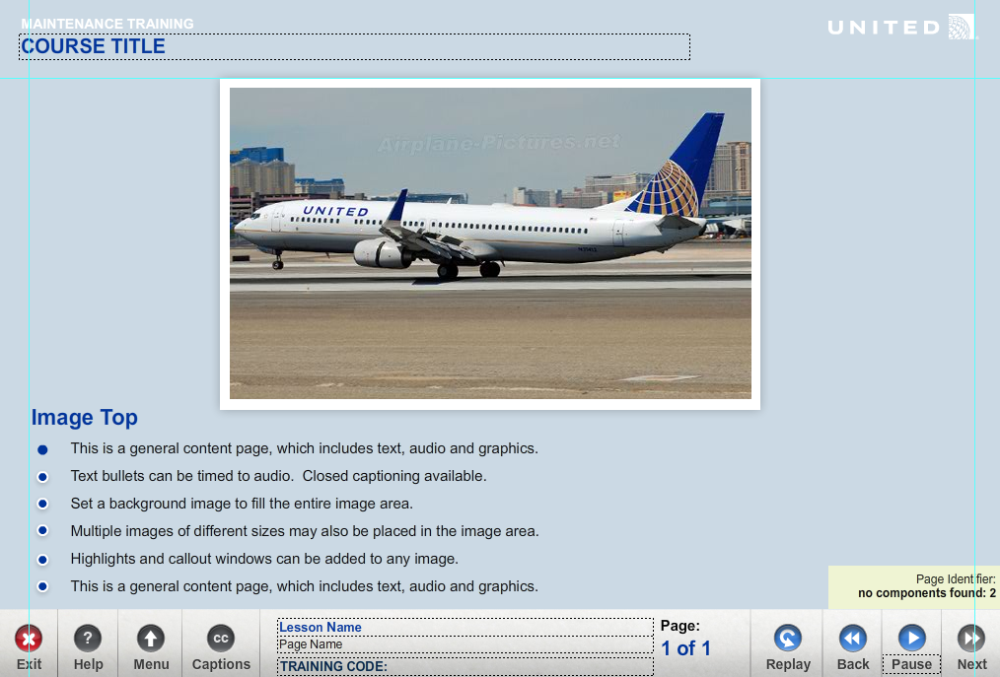 MAINTENANCE TRAINING
COURSE TITLE
UNITED
Airplane-Pictures.net
UNITED
Image Top
This is a general content page, which includes text, audio and graphics.
Text bullets can be timed to audio.  Closed captioning available.
Set a background image to fill the entire image area.
Multiple images of different sizes may also be placed in the image area.
Highlights and callout windows can be added to any image.
This is a general content page, which includes text, audio and graphics.
Page Identifier:
no components found: 2
Lesson Name
Page Name
TRAINING CODE:
Page:
1 of 1
Exit
? Help
Menu
cc Captions
Replay
Back
Pause
Next